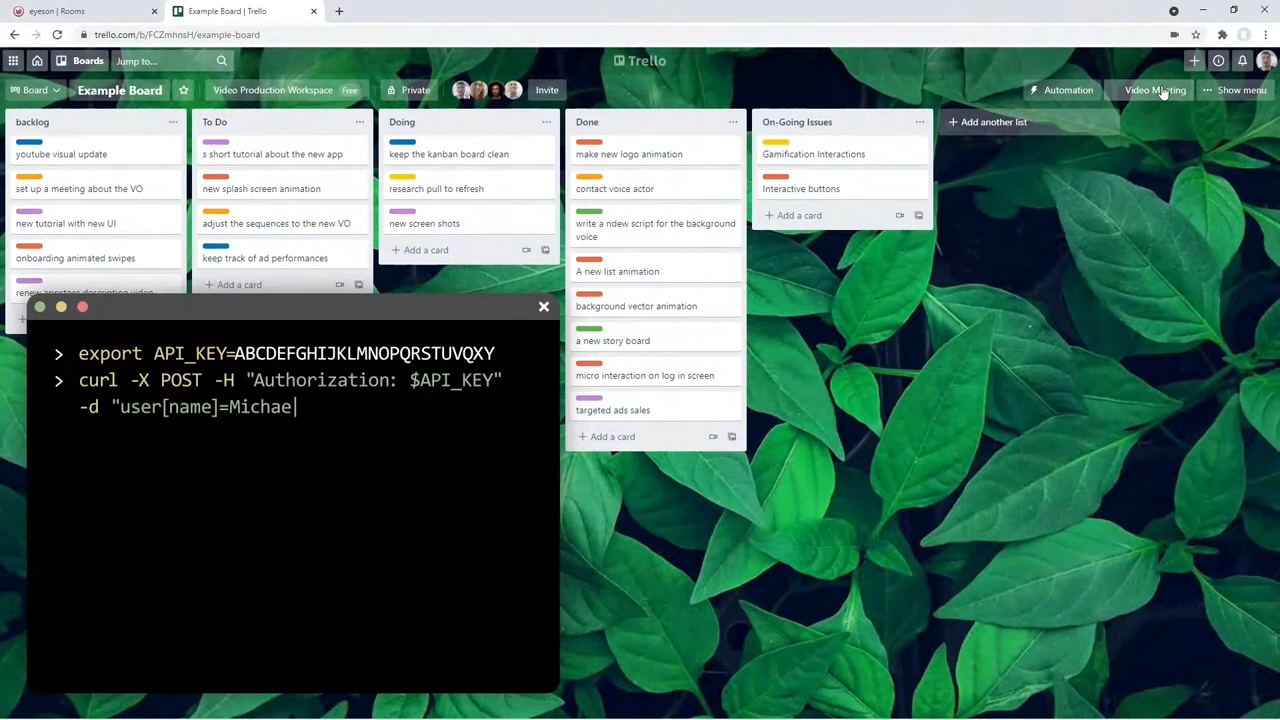 eyeson | Rooms
Example Board | Trello
trello.com/b/FCZmhnsH/example-board
Boards
Jump to...
Trello
Board
Example Board
Video Production Workspace
Free
Private
Invite
Automation
Video Meeting
Show menu
backlog
youtube visual update
set up a meeting about the VO
new tutorial with new UI
onboarding animated swipes
renew appstore description video
To Do
s short tutorial about the new app
new splash screen animation
adjust the sequences to the new VO
keep track of ad performances
Add a card
Doing
keep the kanban board clean
research pull to refresh
new screen shots
Add a card
Done
make new logo animation
contact voice actor
write a ndew script for the background
voice
A new list animation
background vector animation
a new story board
micro interaction on log in screen
targeted ads sales
Add a card
On-Going Issues
Gamification Interactions
Interactive buttons
Add a card
Add another list
> export API_KEY=ABCDEFGHIJKLMNOPQRSTUVQXY
> curl -X POST -H "Authorization: $API_KEY"
-d "user[name]=Michae